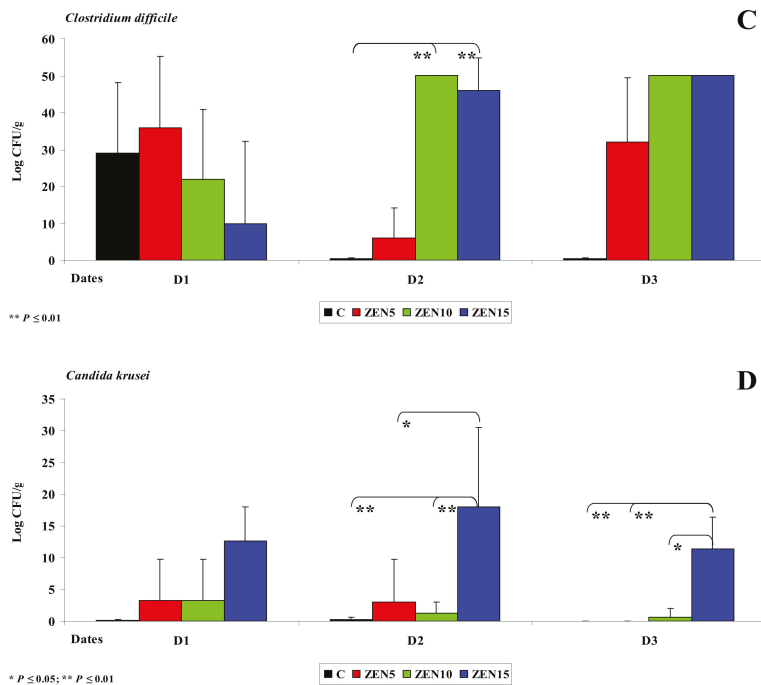 Clostridium difficile
C
60
50
40
30
20
10
0
Log CFU/g
** **
Dates D1 D2 D3
C ZEN5 ZEN10 ZEN15
** P ≤ 0.01
Candida krusei
D
35
30
25
20
15
10
5
0
Log CFU/g
*
** **
** **
*
Dates D1 D2 D3
C ZEN5 ZEN10 ZEN15
* P ≤ 0.05; ** P ≤ 0.01